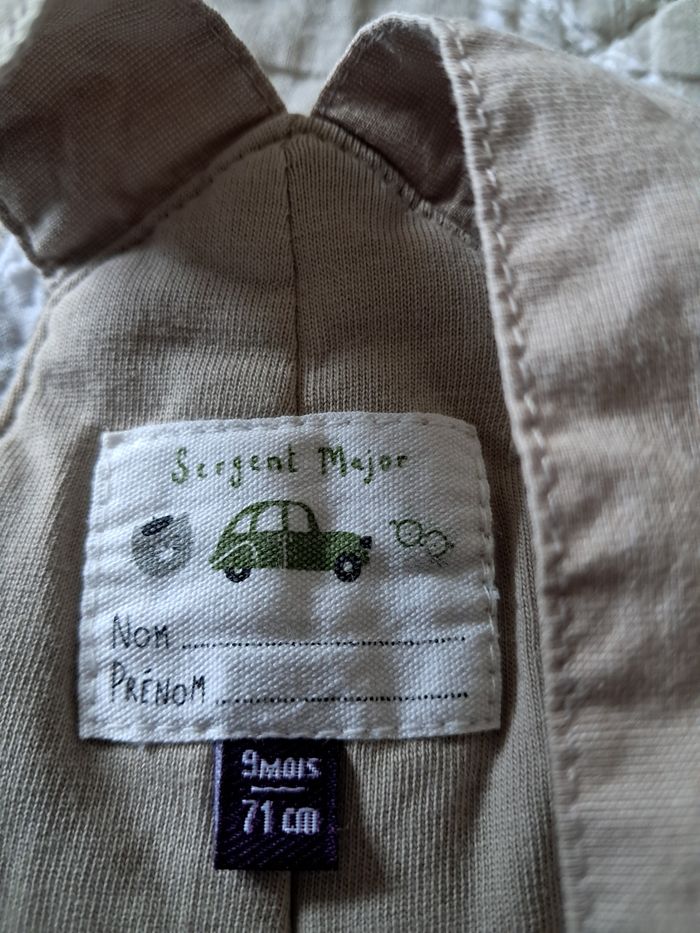 Sergent Major
NOM
PRÉNOM
9MOIS
71 cm